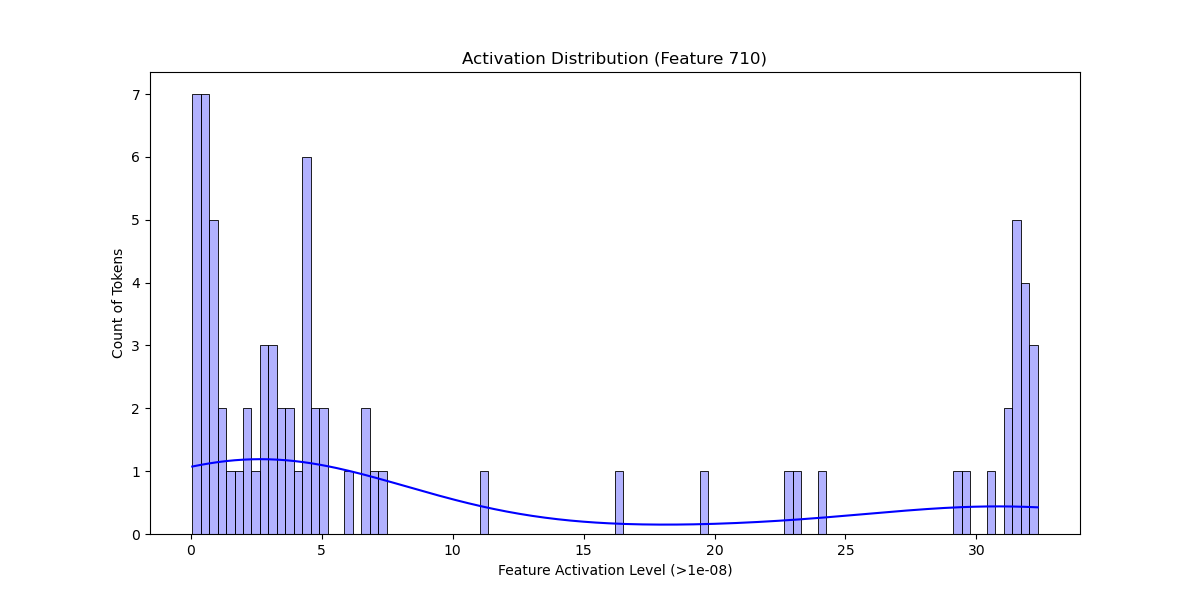 Activation Distribution (Feature 710)
Count of Tokens
7
6
5
4
3
2
1
0
0 5 10 15 20 25 30
Feature Activation Level (>1e-08)